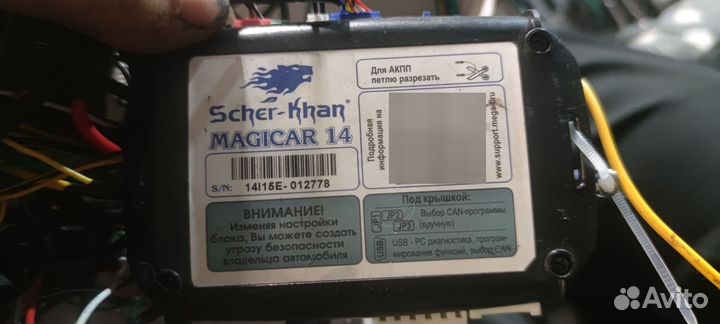 Scher-Khan®
MAGICAR 14
S/N: 14I15E-012778
ВНИМАНИЕ!
Изменяя настройки
блока, Вы можете создать
угрозу безопасности
владельца автомобиля
Для АКПП
петлю разрезать
Подробная
информация на
www.support.mega-f.ru
Под крышкой:
JP1 JP2 JP3 Выбор CAN-программы
(вручную)
USB USB - PC диагностика, програм-
мирование функций, выбор CAN
Avito